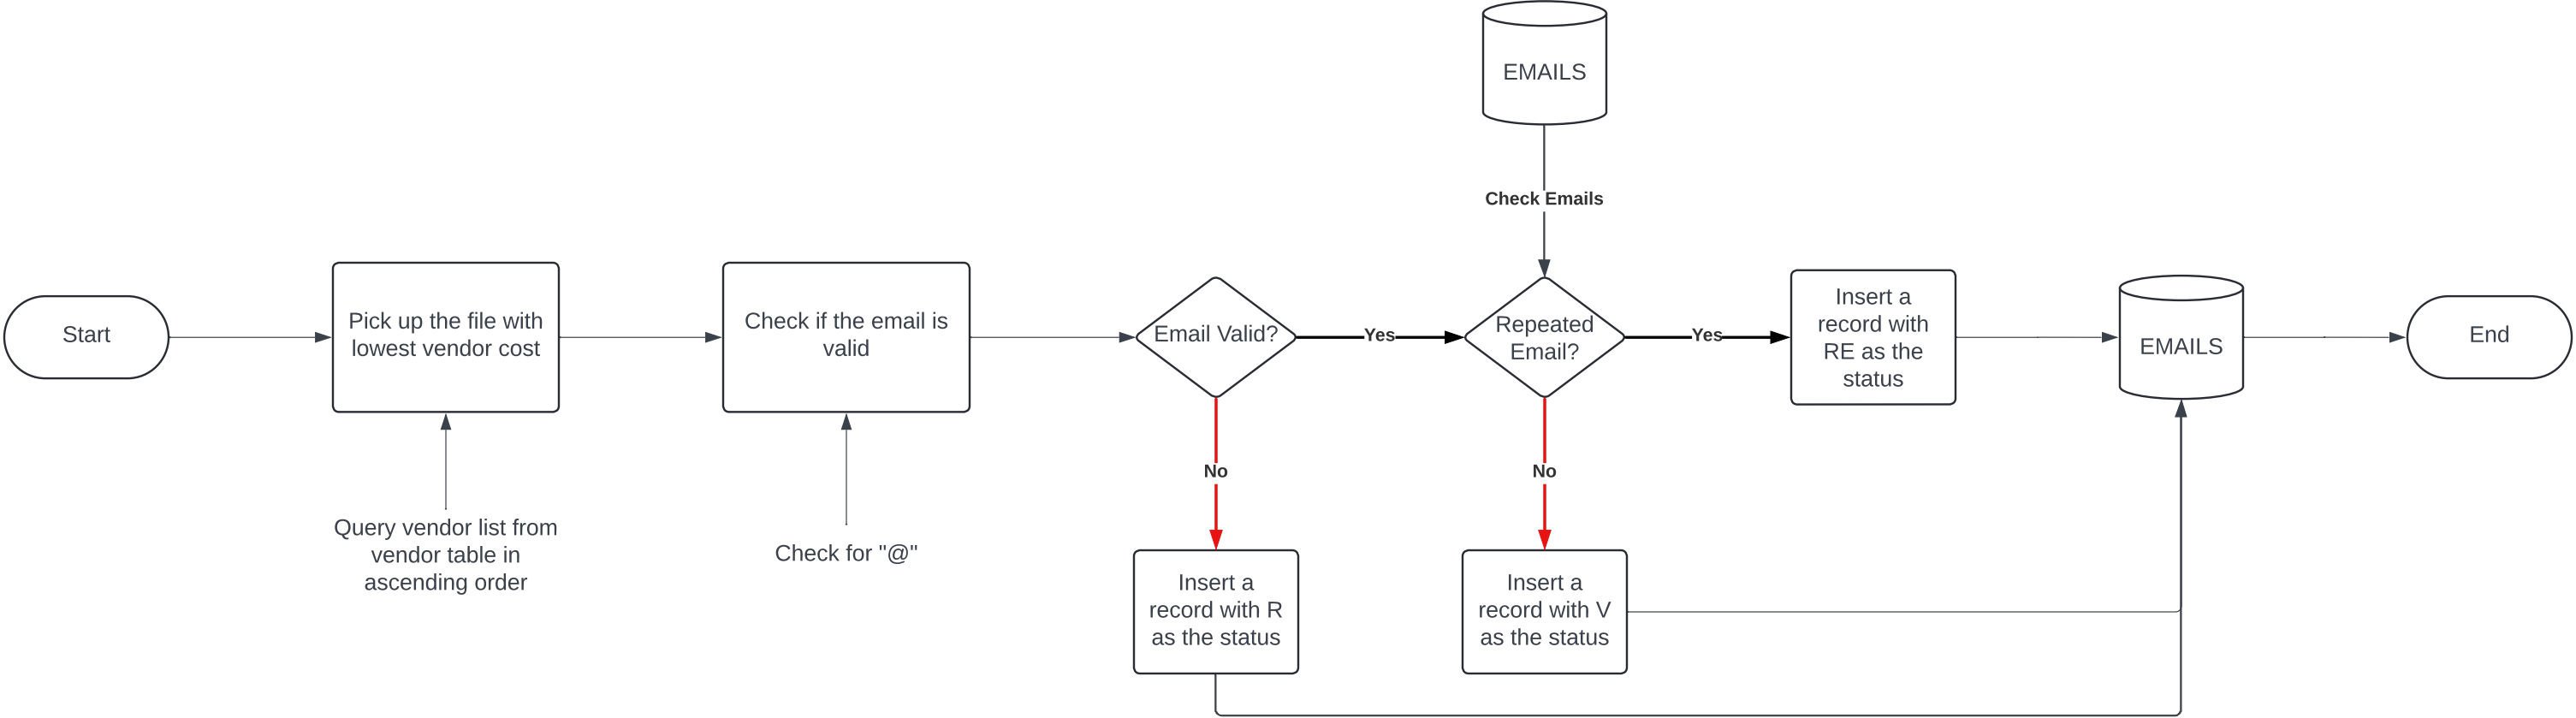 EMAILS
Check Emails
Start
Pick up the file with
lowest vendor cost
Check if the email is
valid
Email Valid?
Yes
Repeated
Email?
Yes
Insert a
record with
RE as the
status
EMAILS
End
No
No
Query vendor list from
vendor table in
ascending order
Check for "@"
Insert a
record with R
as the status
Insert a
record with V
as the status